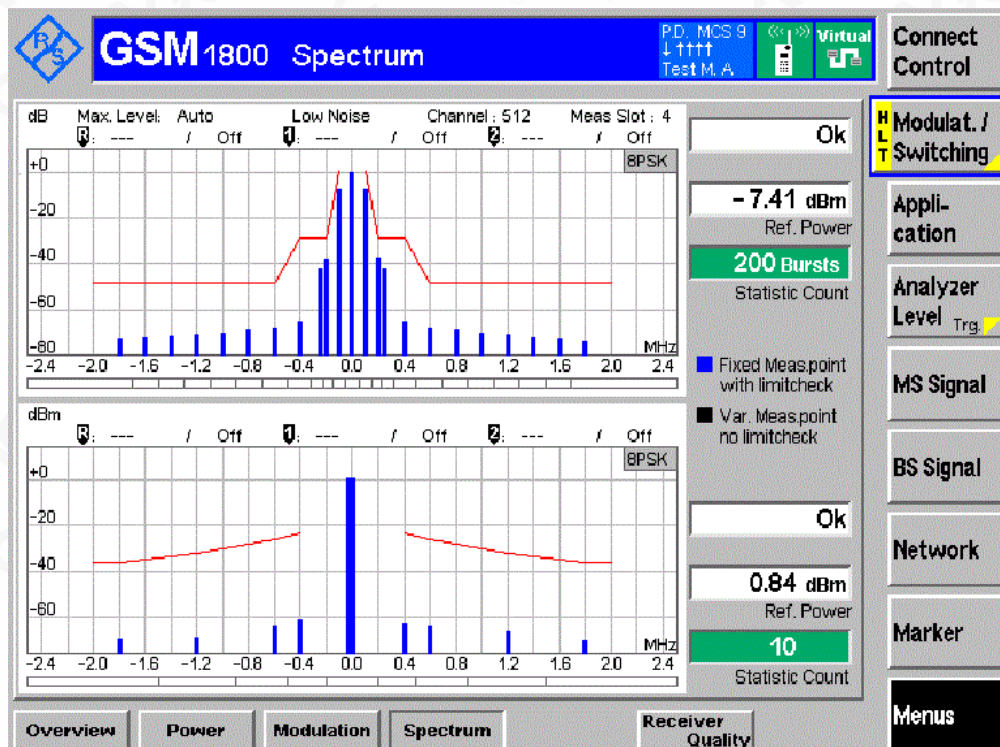 R/S
GSM 1800 Spectrum
P.D. MCS 9
↓↑↑↑↑
Test M. A
Virtual
Connect Control
dB Max. Level: Auto Low Noise Channel : 512 Meas Slot : 4
R: --- / Off 1: --- / Off 2: --- / Off
8PSK
+0
-20
-40
-60
-80
MHz
-2.4 -2.0 -1.6 -1.2 -0.8 -0.4 0.0 0.4 0.8 1.2 1.6 2.0 2.4
Ok
-7.41 dBm
Ref. Power
200 Bursts
Statistic Count
Fixed Meas.point
with limitcheck
Var. Meas.point
no limitcheck
dBm
R: --- / Off 1: --- / Off 2: --- / Off
8PSK
+0
-20
-40
-60
MHz
-2.4 -2.0 -1.6 -1.2 -0.8 -0.4 0.0 0.4 0.8 1.2 1.6 2.0 2.4
Ok
0.84 dBm
Ref. Power
10
Statistic Count
HLT
Modulat. /
Switching
Appli-
cation
Analyzer
Level Trg.
MS Signal
BS Signal
Network
Marker
Menus
Overview Power Modulation Spectrum Receiver
Quality